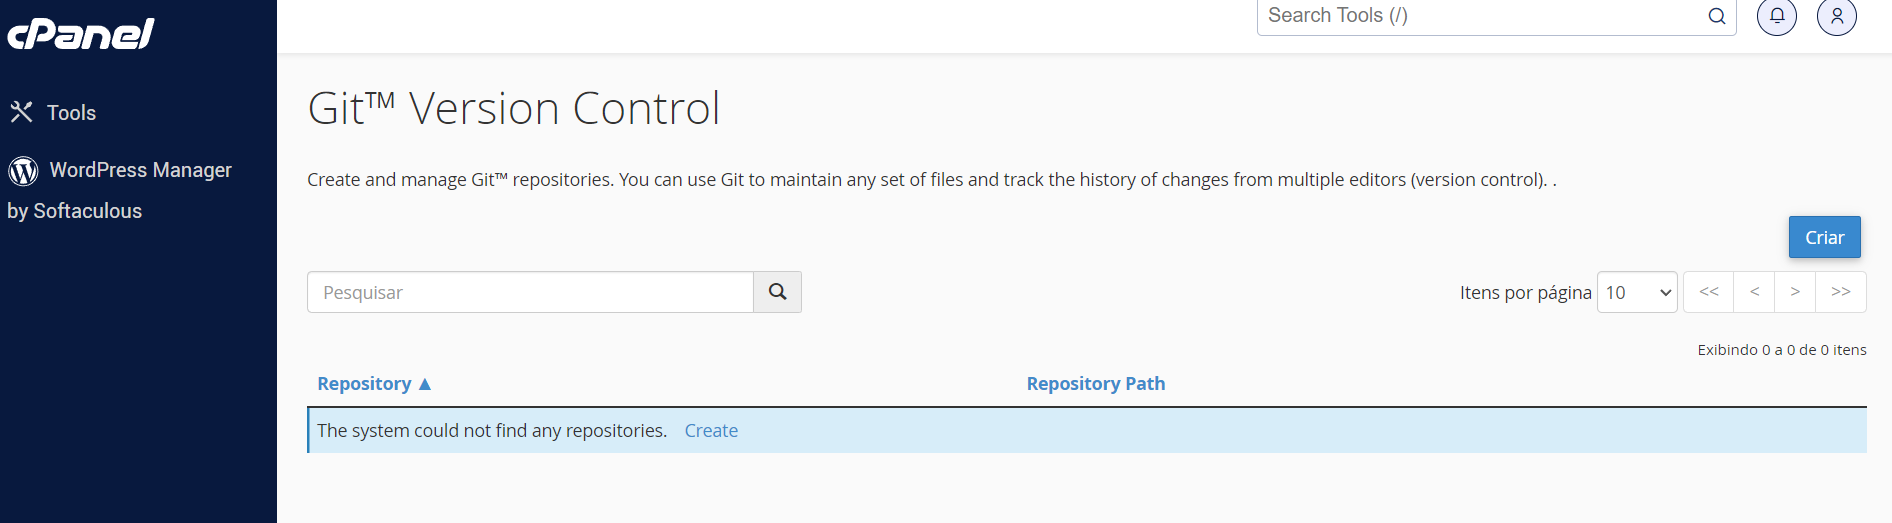 cPanel
Search Tools (/)
Tools
WordPress Manager
by Softaculous
Git™ Version Control
Create and manage Git™ repositories. You can use Git to maintain any set of files and track the history of changes from multiple editors (version control). .
Criar
Pesquisar
Itens por página 10 << < > >>
Exibindo 0 a 0 de 0 itens
Repository ▲ Repository Path
The system could not find any repositories. Create